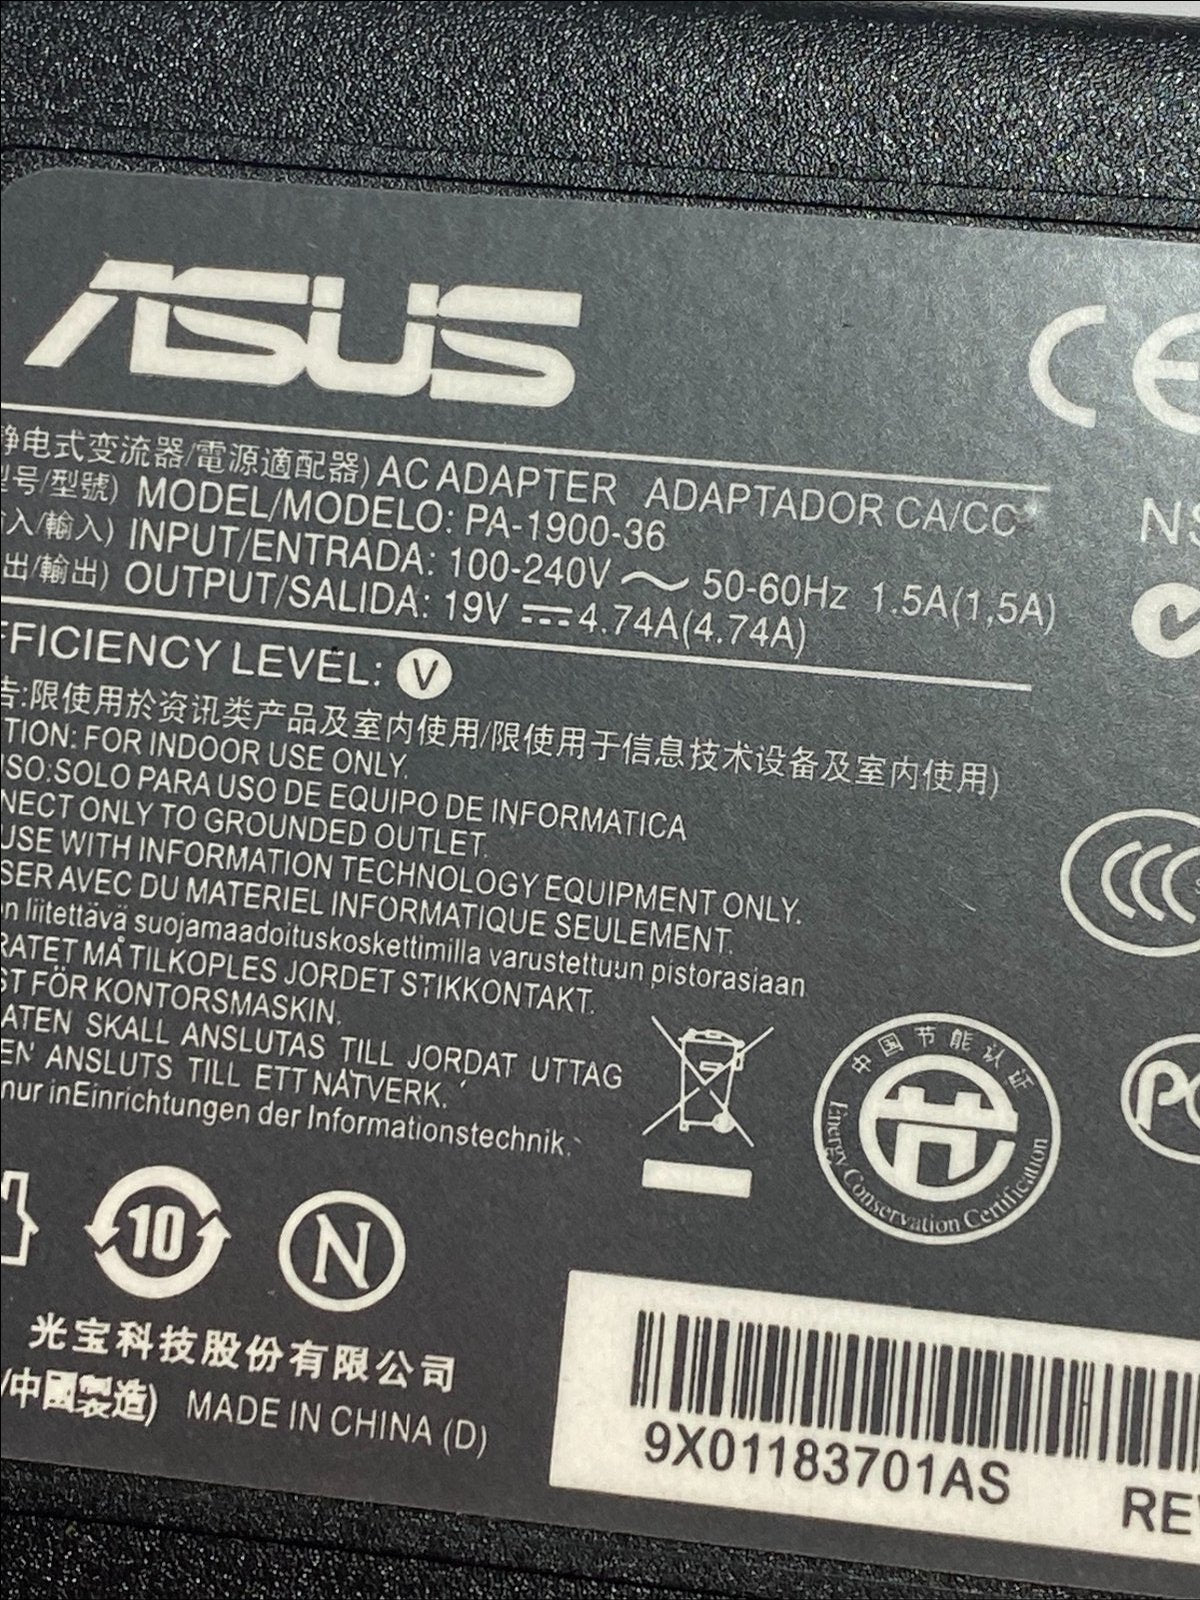 ASUS
CE
静电式变流器/電源適配器) AC ADAPTER ADAPTADOR CA/CC
型号/型號) MODEL/MODELO: PA-1900-36
入/輸入) INPUT/ENTRADA: 100-240V ~ 50-60Hz 1.5A(1,5A)
出/輸出) OUTPUT/SALIDA: 19V ⎓ 4.74A(4.74A)
FFICIENCY LEVEL: V
告:限使用於资讯类产品及室内使用/限使用于信息技术设备及室内使用)
TION: FOR INDOOR USE ONLY.
SO:SOLO PARA USO DE EQUIPO DE INFORMATICA
NECT ONLY TO GROUNDED OUTLET.
USE WITH INFORMATION TECHNOLOGY EQUIPMENT ONLY.
SER AVEC DU MATERIEL INFORMATIQUE SEULEMENT.
n liitettävä suojamaadoituskoskettimilla varustettuun pistorasiaan
RATET MÅ TILKOPLES JORDET STIKKONTAKT.
ST FÖR KONTORSMASKIN.
ATEN SKALL ANSLUTAS TILL JORDAT UTTAG
EN' ANSLUTS TILL ETT NÄTVERK.
nur inEinrichtungen der Informationstechnik.
中国节能认证
Energy Conservation Certification
10
N
光宝科技股份有限公司
/中國製造) MADE IN CHINA (D)
9X01183701AS